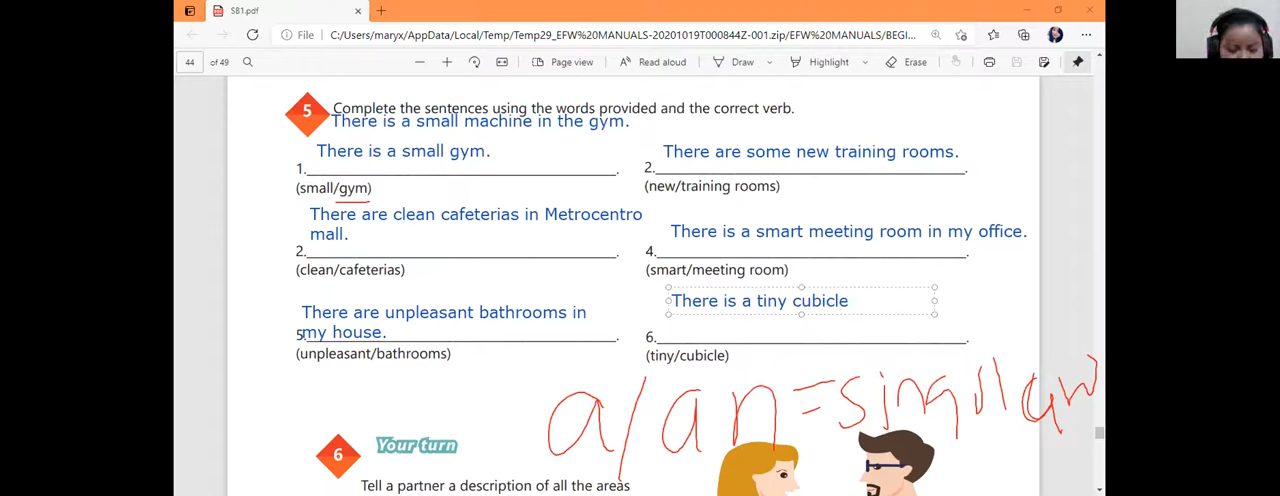 SB1.pdf
File
C:/Users/maryx/AppData/Local/Temp/Temp29_EFW%20MANUALS-20201019T000844Z-001.zip/EFW%20MANUALS/BEGI...
44 of 49
Page view
Read aloud
Draw
Highlight
Erase
5 Complete the sentences using the words provided and the correct verb.
There is a small machine in the gym.
There is a small gym.
1.
(small/gym)
There are some new training rooms.
2.
(new/training rooms)
There are clean cafeterias in Metrocentro
mall.
2.
(clean/cafeterias)
There is a smart meeting room in my office.
4.
(smart/meeting room)
There are unpleasant bathrooms in
my house.
5.
(unpleasant/bathrooms)
There is a tiny cubicle
6.
(tiny/cubicle)
a/an = singular
6 Your turn
Tell a partner a description of all the areas